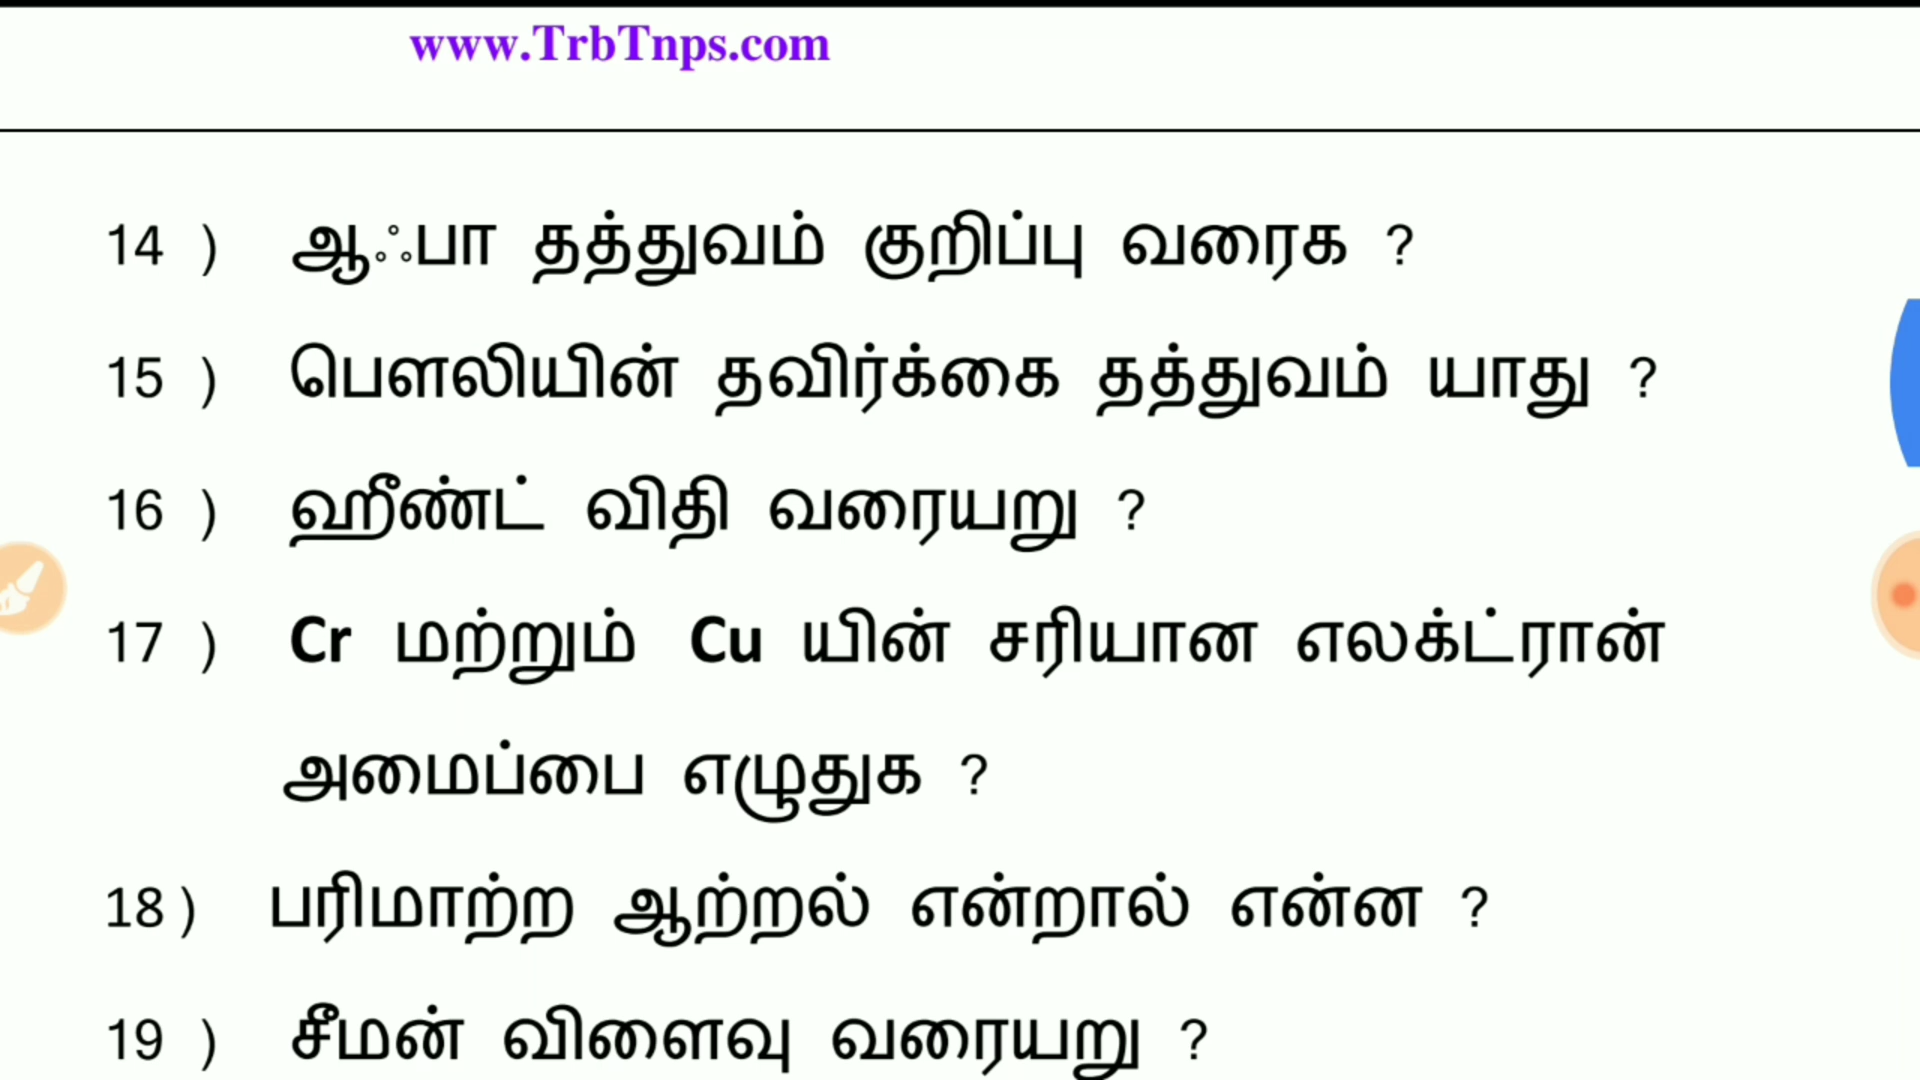 www.TrbTnps.com
14 ) ஆஃபா தத்துவம் குறிப்பு வரைக ?
15 ) பௌலியின் தவிர்க்கை தத்துவம் யாது ?
16 ) ஹீண்ட் விதி வரையறு ?
17 ) Cr மற்றும் Cu யின் சரியான எலக்ட்ரான்
அமைப்பை எழுதுக ?
18 ) பரிமாற்ற ஆற்றல் என்றால் என்ன ?
19 ) சீமன் விளைவு வரையறு ?